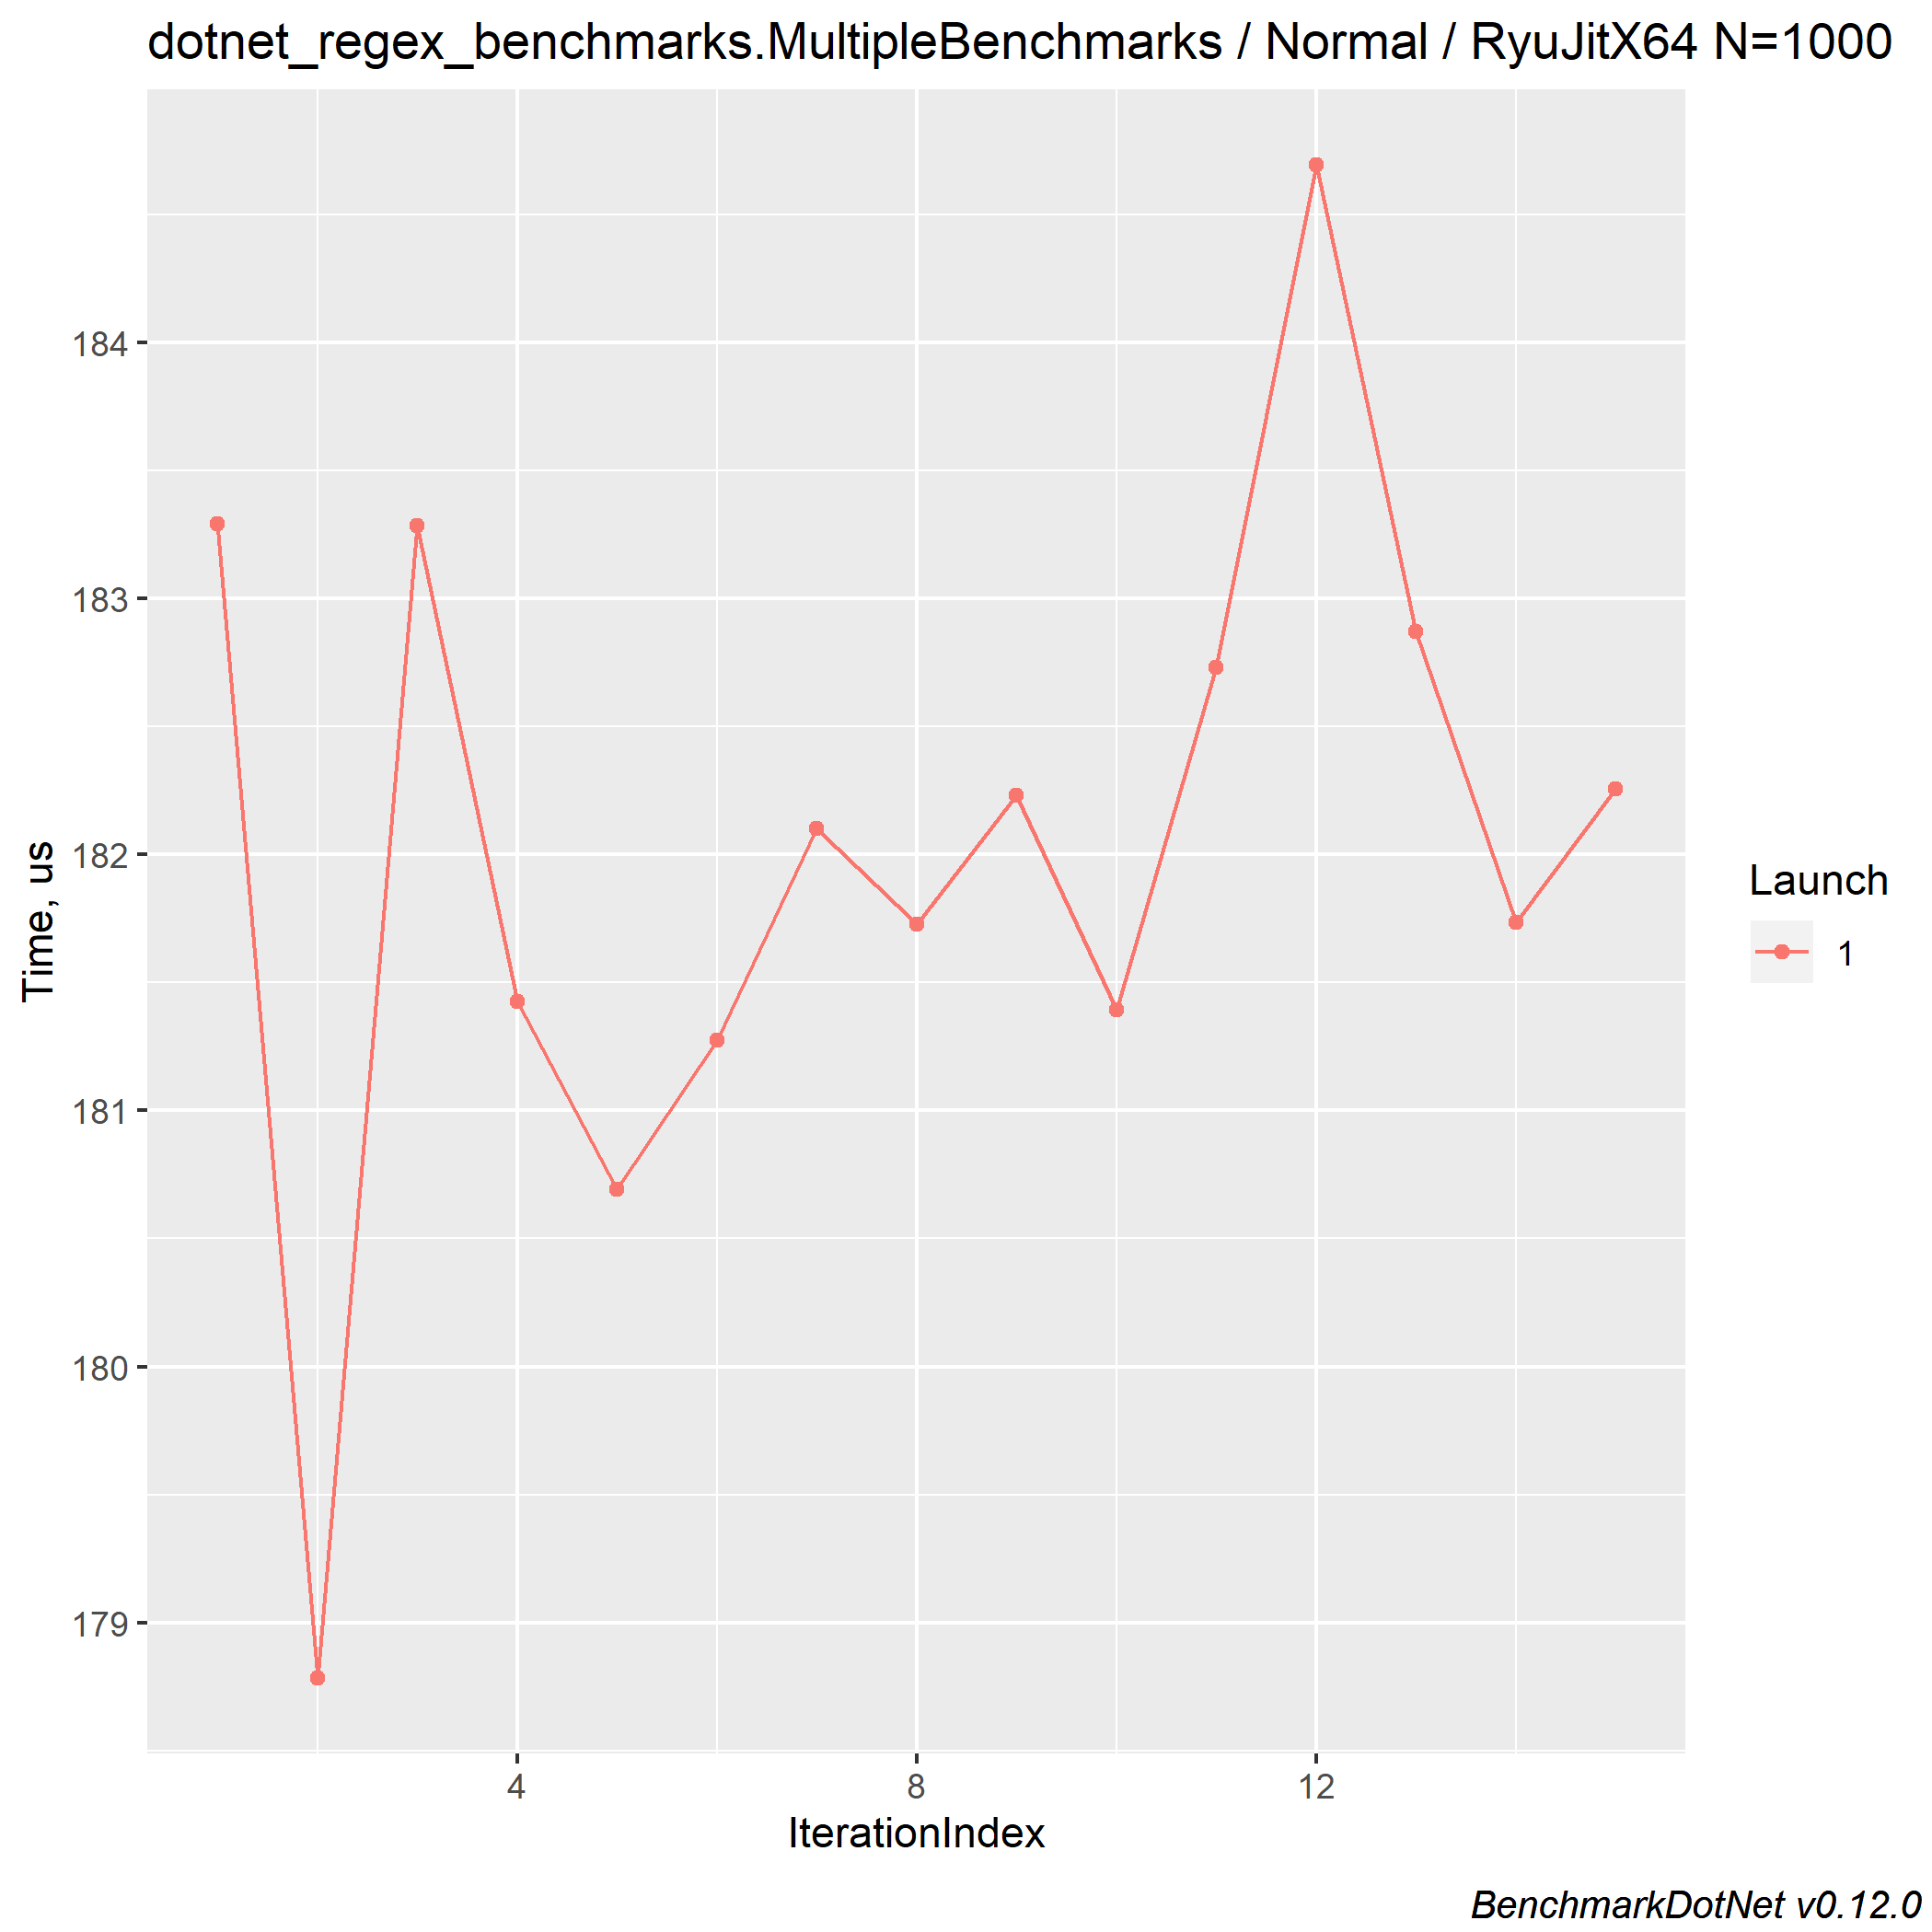 dotnet_regex_benchmarks.MultipleBenchmarks / Normal / RyuJitX64 N=1000
184
183
182
181
180
179
Time, us
4 8 12
IterationIndex
Launch
1
BenchmarkDotNet v0.12.0